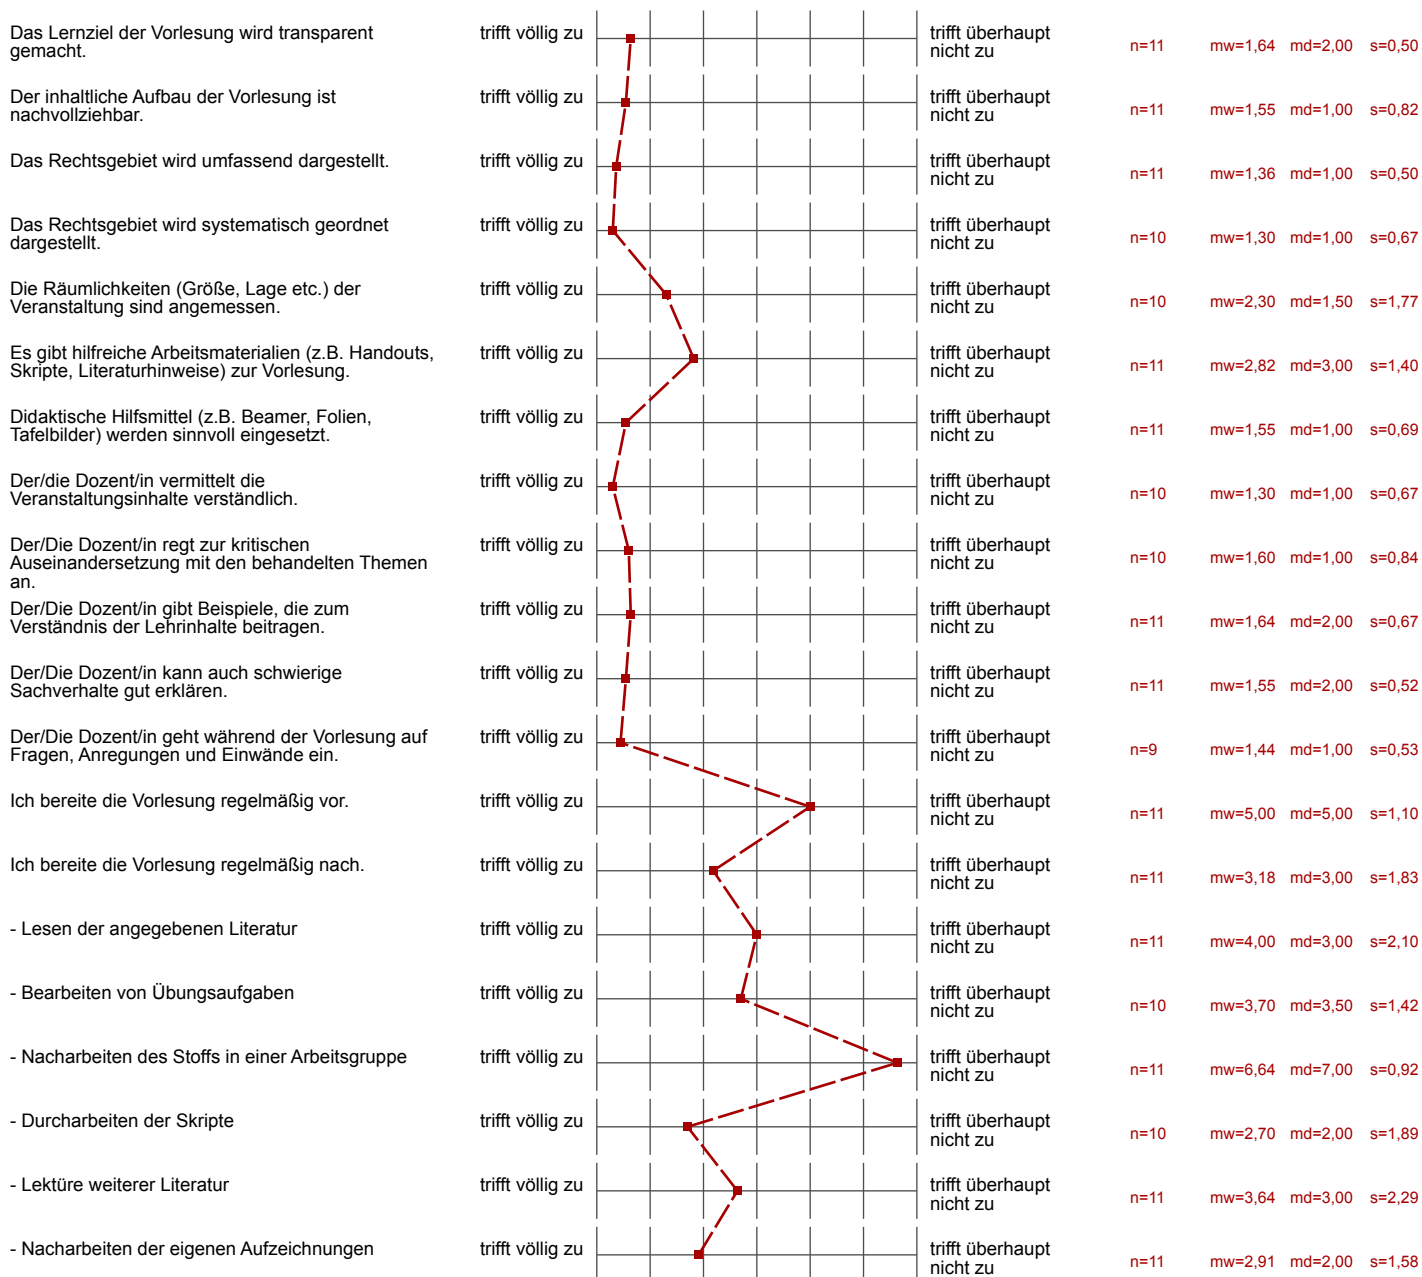 Das Lernziel der Vorlesung wird transparent trifft völlig zu trifft überhaupt
gemacht. nicht zu n=11 mw=1,64 md=2,00 s=0,50
Der inhaltliche Aufbau der Vorlesung ist trifft völlig zu trifft überhaupt
nachvollziehbar. nicht zu n=11 mw=1,55 md=1,00 s=0,82
Das Rechtsgebiet wird umfassend dargestellt. trifft völlig zu trifft überhaupt
nicht zu n=11 mw=1,36 md=1,00 s=0,50
Das Rechtsgebiet wird systematisch geordnet trifft völlig zu trifft überhaupt
dargestellt. nicht zu n=10 mw=1,30 md=1,00 s=0,67
Die Räumlichkeiten (Größe, Lage etc.) der trifft völlig zu trifft überhaupt
Veranstaltung sind angemessen. nicht zu n=10 mw=2,30 md=1,50 s=1,77
Es gibt hilfreiche Arbeitsmaterialien (z.B. Handouts, trifft völlig zu trifft überhaupt
Skripte, Literaturhinweise) zur Vorlesung. nicht zu n=11 mw=2,82 md=3,00 s=1,40
Didaktische Hilfsmittel (z.B. Beamer, Folien, trifft völlig zu trifft überhaupt
Tafelbilder) werden sinnvoll eingesetzt. nicht zu n=11 mw=1,55 md=1,00 s=0,69
Der/die Dozent/in vermittelt die trifft völlig zu trifft überhaupt
Veranstaltungsinhalte verständlich. nicht zu n=10 mw=1,30 md=1,00 s=0,67
Der/Die Dozent/in regt zur kritischen trifft völlig zu trifft überhaupt
Auseinandersetzung mit den behandelten Themen nicht zu n=10 mw=1,60 md=1,00 s=0,84
an.
Der/Die Dozent/in gibt Beispiele, die zum trifft völlig zu trifft überhaupt
Verständnis der Lehrinhalte beitragen. nicht zu n=11 mw=1,64 md=2,00 s=0,67
Der/Die Dozent/in kann auch schwierige trifft völlig zu trifft überhaupt
Sachverhalte gut erklären. nicht zu n=11 mw=1,55 md=2,00 s=0,52
Der/Die Dozent/in geht während der Vorlesung auf trifft völlig zu trifft überhaupt
Fragen, Anregungen und Einwände ein. nicht zu n=9 mw=1,44 md=1,00 s=0,53
Ich bereite die Vorlesung regelmäßig vor. trifft völlig zu trifft überhaupt
nicht zu n=11 mw=5,00 md=5,00 s=1,10
Ich bereite die Vorlesung regelmäßig nach. trifft völlig zu trifft überhaupt
nicht zu n=11 mw=3,18 md=3,00 s=1,83
- Lesen der angegebenen Literatur trifft völlig zu trifft überhaupt
nicht zu n=11 mw=4,00 md=3,00 s=2,10
- Bearbeiten von Übungsaufgaben trifft völlig zu trifft überhaupt
nicht zu n=10 mw=3,70 md=3,50 s=1,42
- Nacharbeiten des Stoffs in einer Arbeitsgruppe trifft völlig zu trifft überhaupt
nicht zu n=11 mw=6,64 md=7,00 s=0,92
- Durcharbeiten der Skripte trifft völlig zu trifft überhaupt
nicht zu n=10 mw=2,70 md=2,00 s=1,89
- Lektüre weiterer Literatur trifft völlig zu trifft überhaupt
nicht zu n=11 mw=3,64 md=3,00 s=2,29
- Nacharbeiten der eigenen Aufzeichnungen trifft völlig zu trifft überhaupt
nicht zu n=11 mw=2,91 md=2,00 s=1,58